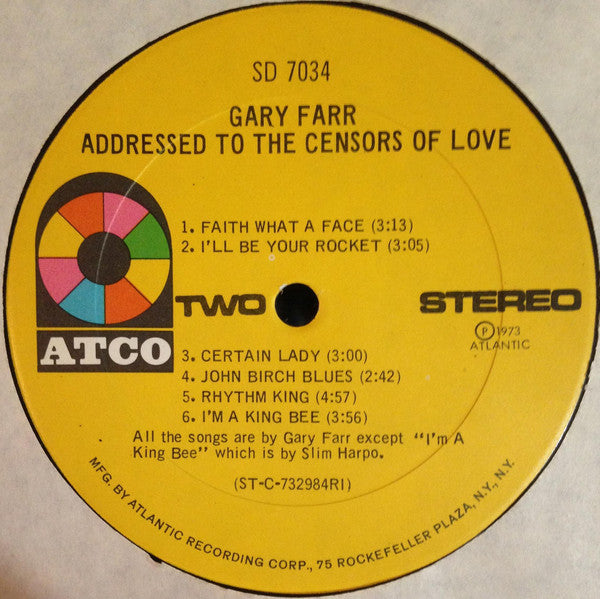 SD 7034
GARY FARR
ADDRESSED TO THE CENSORS OF LOVE
1. FAITH WHAT A FACE (3:13)
2. I'LL BE YOUR ROCKET (3:05)
TWO
STEREO
ATCO
Ⓟ1973
ATLANTIC
3. CERTAIN LADY (3:00)
4. JOHN BIRCH BLUES (2:42)
5. RHYTHM KING (4:57)
6. I'M A KING BEE (3:56)
All the songs are by Gary Farr except "I'm A
King Bee" which is by Slim Harpo.
(ST-C-732984RI)
MFG. BY ATLANTIC RECORDING CORP., 75 ROCKEFELLER PLAZA, N.Y., N.Y.